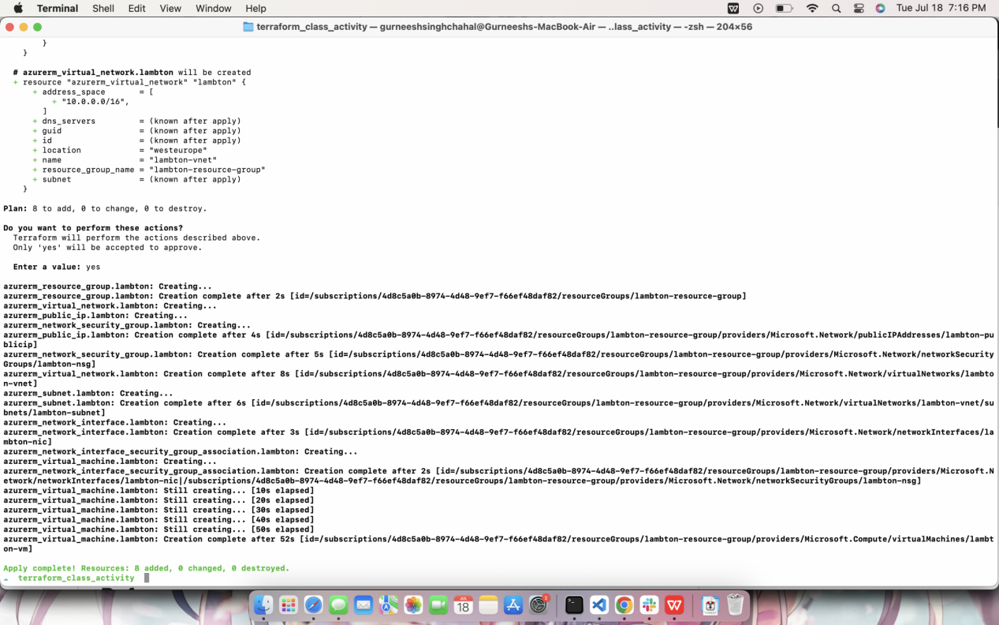 Terminal Shell Edit View Window Help Tue Jul 18 7:16 PM
terraform_class_activity — gurneeshsinghchahal@Gurneeshs-MacBook-Air — ..lass_activity — -zsh — 204×56
}
}
# azurerm_virtual_network.lambton will be created
+ resource "azurerm_virtual_network" "lambton" {
+ address_space = [
+ "10.0.0.0/16",
]
+ dns_servers = (known after apply)
+ guid = (known after apply)
+ id = (known after apply)
+ location = "westeurope"
+ name = "lambton-vnet"
+ resource_group_name = "lambton-resource-group"
+ subnet = (known after apply)
}
Plan: 8 to add, 0 to change, 0 to destroy.
Do you want to perform these actions?
Terraform will perform the actions described above.
Only 'yes' will be accepted to approve.
Enter a value: yes
azurerm_resource_group.lambton: Creating...
azurerm_resource_group.lambton: Creation complete after 2s [id=/subscriptions/4d8c5a0b-8974-4d48-9ef7-f66ef48daf82/resourceGroups/lambton-resource-group]
azurerm_virtual_network.lambton: Creating...
azurerm_public_ip.lambton: Creating...
azurerm_network_security_group.lambton: Creating...
azurerm_public_ip.lambton: Creation complete after 4s [id=/subscriptions/4d8c5a0b-8974-4d48-9ef7-f66ef48daf82/resourceGroups/lambton-resource-group/providers/Microsoft.Network/publicIPAddresses/lambton-pu
blicip]
azurerm_network_security_group.lambton: Creation complete after 5s [id=/subscriptions/4d8c5a0b-8974-4d48-9ef7-f66ef48daf82/resourceGroups/lambton-resource-group/providers/Microsoft.Network/networkSecurity
Groups/lambton-nsg]
azurerm_virtual_network.lambton: Creation complete after 8s [id=/subscriptions/4d8c5a0b-8974-4d48-9ef7-f66ef48daf82/resourceGroups/lambton-resource-group/providers/Microsoft.Network/virtualNetworks/lambto
n-vnet]
azurerm_subnet.lambton: Creating...
azurerm_subnet.lambton: Creation complete after 6s [id=/subscriptions/4d8c5a0b-8974-4d48-9ef7-f66ef48daf82/resourceGroups/lambton-resource-group/providers/Microsoft.Network/virtualNetworks/lambton-vnet/su
bnets/lambton-subnet]
azurerm_network_interface.lambton: Creating...
azurerm_network_interface.lambton: Creation complete after 3s [id=/subscriptions/4d8c5a0b-8974-4d48-9ef7-f66ef48daf82/resourceGroups/lambton-resource-group/providers/Microsoft.Network/networkInterfaces/la
mbton-nic]
azurerm_network_interface_security_group_association.lambton: Creating...
azurerm_virtual_machine.lambton: Creating...
azurerm_network_interface_security_group_association.lambton: Creation complete after 2s [id=/subscriptions/4d8c5a0b-8974-4d48-9ef7-f66ef48daf82/resourceGroups/lambton-resource-group/providers/Microsoft.N
etwork/networkInterfaces/lambton-nic|/subscriptions/4d8c5a0b-8974-4d48-9ef7-f66ef48daf82/resourceGroups/lambton-resource-group/providers/Microsoft.Network/networkSecurityGroups/lambton-nsg]
azurerm_virtual_machine.lambton: Still creating... [10s elapsed]
azurerm_virtual_machine.lambton: Still creating... [20s elapsed]
azurerm_virtual_machine.lambton: Still creating... [30s elapsed]
azurerm_virtual_machine.lambton: Still creating... [40s elapsed]
azurerm_virtual_machine.lambton: Still creating... [50s elapsed]
azurerm_virtual_machine.lambton: Creation complete after 52s [id=/subscriptions/4d8c5a0b-8974-4d48-9ef7-f66ef48daf82/resourceGroups/lambton-resource-group/providers/Microsoft.Compute/virtualMachines/lambt
on-vm]
Apply complete! Resources: 8 added, 0 changed, 0 destroyed.
terraform_class_activity
JUL
18
2